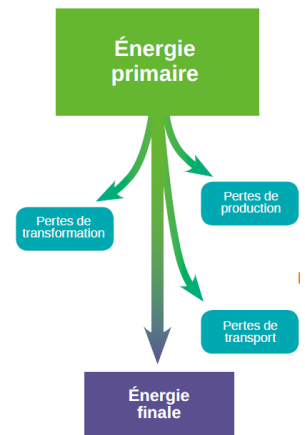 Énergie
primaire
Pertes de
production
Pertes de
transformation
Pertes de
transport
Énergie
finale